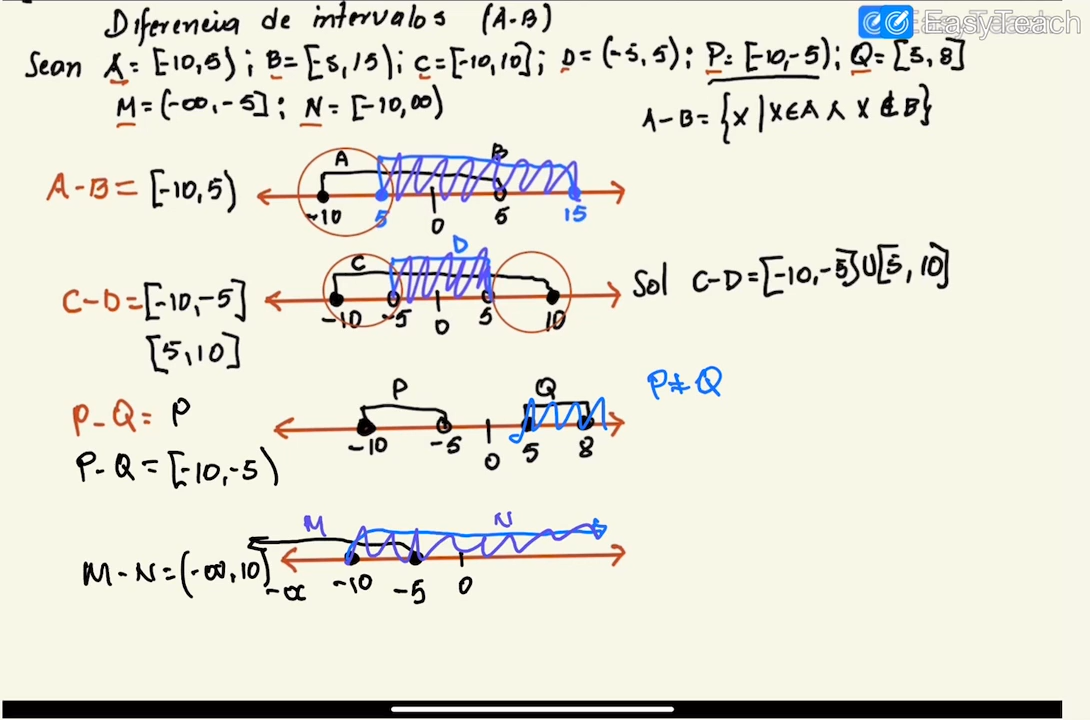 Diferencia de intervalos (A-B)
EasyTeach
Sean A = [-10,5) ; B = [-5,15) ; C = [-10,10] ; D = (-5,5) ; P = [-10,-5) ; Q = [5,8]
M = (-∞,-5] ; N = [-10,∞)
A-B = {x | x∈A ∧ x ∉ B}
A B
A-B = [-10,5)
-10 5 0 5 15
C D
C-D = [-10,-5]
-10 -5 0 5 10
Sol C-D = [-10,-5] U [5,10]
[5,10]
P Q
P≠Q
P-Q = P
-10 -5 0 5 8
P-Q = [-10,-5)
M N
M-N = (-∞,10)
-∞ -10 -5 0